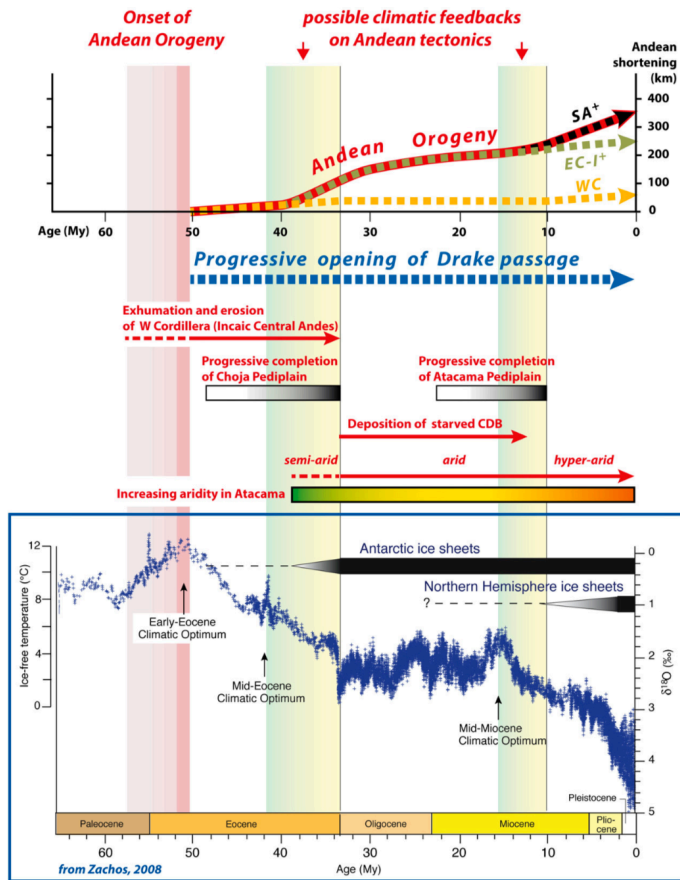 Onset of
Andean Orogeny
possible climatic feedbacks
on Andean tectonics
Andean
shortening
(km)
400
300
200
100
0
SA+
EC-I+
WC
Andean Orogeny
Age (My)
60
50
40
30
20
10
0
Progressive opening of Drake passage
Exhumation and erosion
of W Cordillera (Incaic Central Andes)
Progressive completion
of Choja Pediplain
Progressive completion
of Atacama Pediplain
Deposition of starved CDB
semi-arid
arid
hyper-arid
Increasing aridity in Atacama
Ice-free temperature (°C)
12
8
4
0
Antarctic ice sheets
Northern Hemisphere ice sheets
?
Early-Eocene
Climatic Optimum
Mid-Eocene
Climatic Optimum
Mid-Miocene
Climatic Optimum
0
1
2
3
4
5
δ18O (‰)
Pleistocene
Paleocene
Eocene
Oligocene
Miocene
Plio-
cene
60
50
40
30
20
10
0
Age (My)
from Zachos, 2008